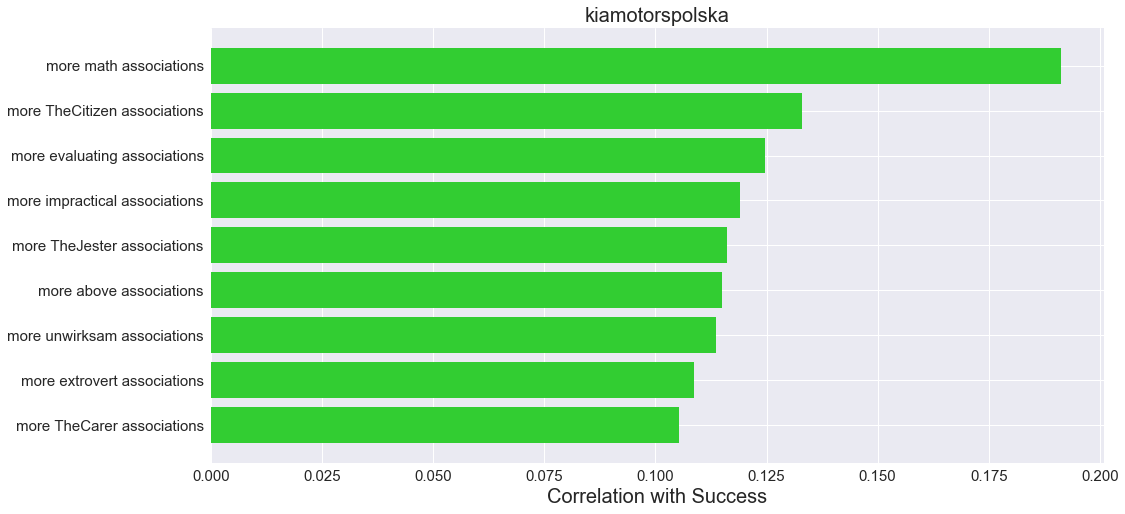 kiamotorspolska
more math associations
more TheCitizen associations
more evaluating associations
more impractical associations
more TheJester associations
more above associations
more unwirksam associations
more extrovert associations
more TheCarer associations
0.000 0.025 0.050 0.075 0.100 0.125 0.150 0.175 0.200
Correlation with Success